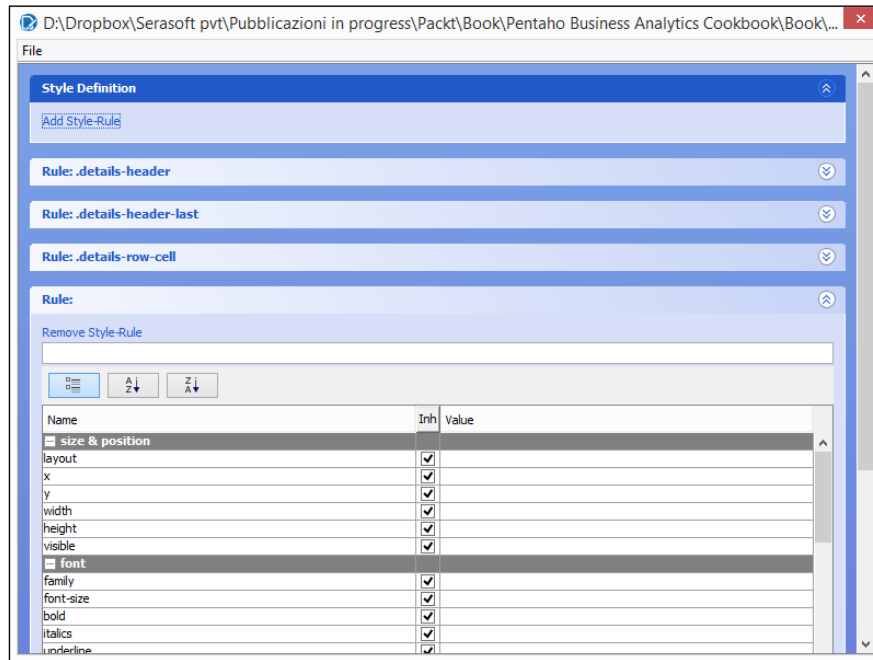 D:\Dropbox\Serasoft pvt\Pubblicazioni in progress\Packt\Book\Pentaho Business Analytics Cookbook\Book\...
File
Style Definition
Add Style-Rule
Rule: .details-header
Rule: .details-header-last
Rule: .details-row-cell
Rule:
Remove Style-Rule
A Z Z A
Name Inh Value
size & position
layout
x
y
width
height
visible
font
family
font-size
bold
italics
underline